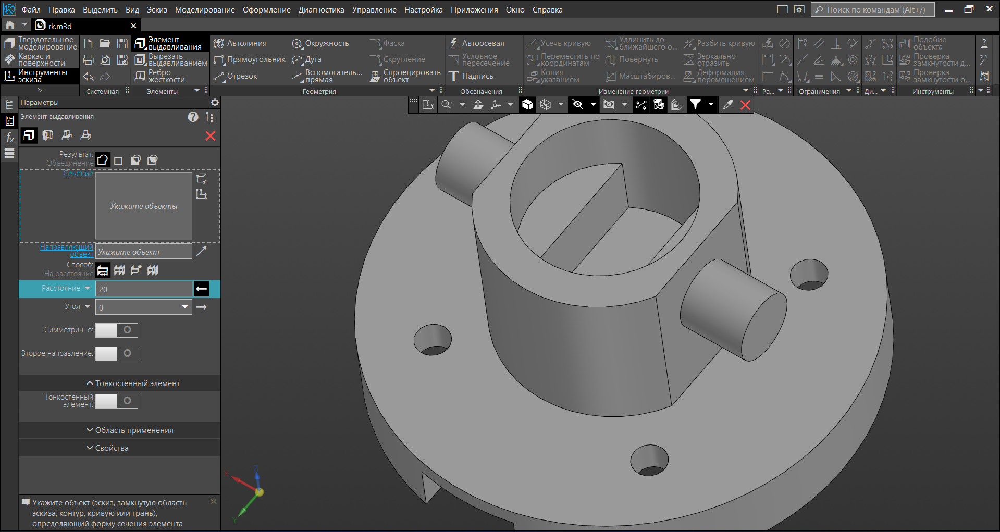 Файл Правка Выделить Вид Эскиз Моделирование Оформление Диагностика Управление Настройка Приложения Окно Справка
Поиск по командам (Alt+/)
rk.m3d
Твердотельное моделирование
Каркас и поверхности
Инструменты эскиза
Системная
Элемент выдавливания
Вырезать выдавливанием
Ребро жесткости
Элементы
Автолиния Окружность Фаска
Прямоугольник Дуга Скругление
Отрезок Вспомогатель... прямая Спроецировать объект
Геометрия
Автоосевая
Условное пересечение
Надпись
Обозначения
Усечь кривую Удлинить до ближайшего о... Разбить кривую
Переместить по координатам Повернуть Зеркально отразить
Копия указанием Масштабиров... Деформация перемещением
Изменение геометрии
Ра...
Ограничения
Ди...
Подобие объекта
Проверка замкнутости д...
Проверка замкнутости о...
Инструменты
Параметры
Элемент выдавливания
Результат:
Объединение
Сечение
Укажите объекты
Направляющий
объект
Укажите объект
Способ:
На расстояние
Расстояние 20
Угол 0
Симметрично:
Второе направление:
Тонкостенный элемент
Тонкостенный
элемент:
Область применения
Свойства
Укажите объект (эскиз, замкнутую область
эскиза, контур, кривую или грань),
определяющий форму сечения элемента
X
Z
Y